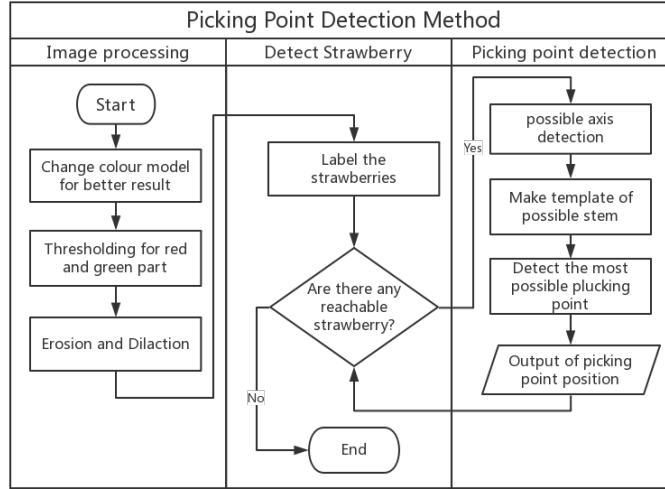 Picking Point Detection Method
Image processing
Detect Strawberry
Picking point detection
Start
Change colour model
for better result
Thresholding for red
and green part
Erosion and Dilaction
Label the
strawberries
Are there any
reachable
strawberry?
No
End
Yes
possible axis
detection
Make template of
possible stem
Detect the most
possible plucking
point
Output of picking
point position